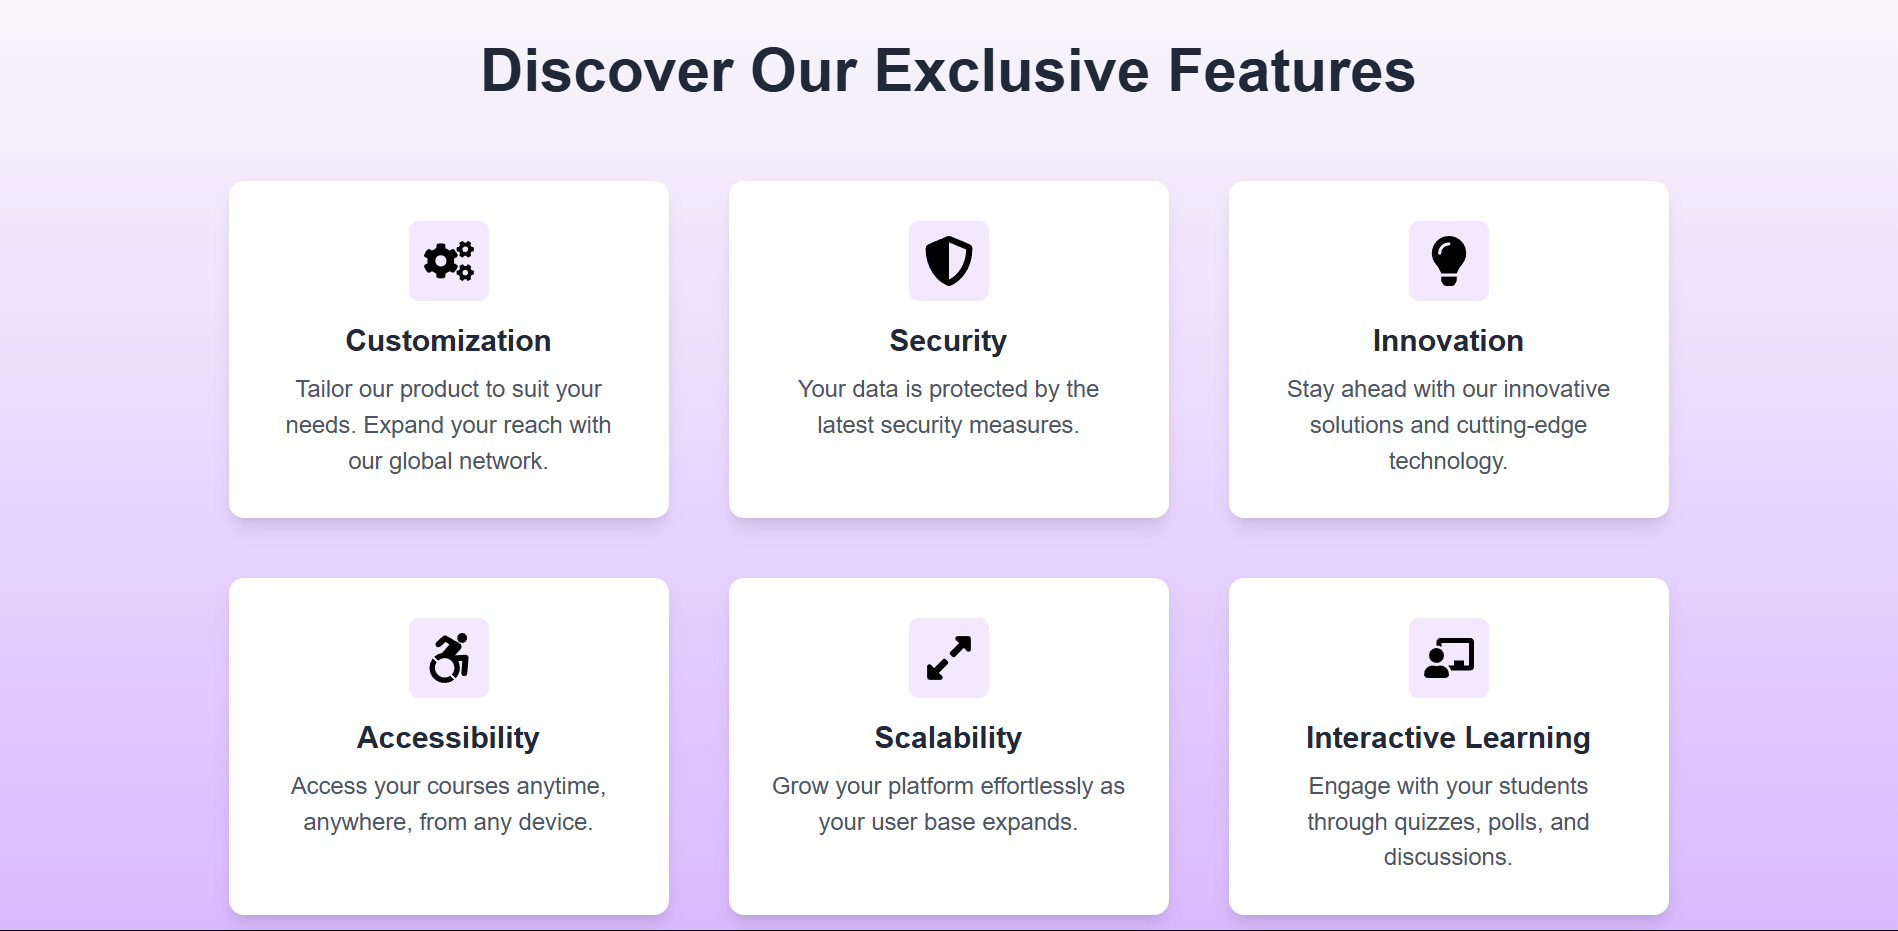 Discover Our Exclusive Features
Customization
Tailor our product to suit your
needs. Expand your reach with
our global network.
Security
Your data is protected by the
latest security measures.
Innovation
Stay ahead with our innovative
solutions and cutting-edge
technology.
Accessibility
Access your courses anytime,
anywhere, from any device.
Scalability
Grow your platform effortlessly as
your user base expands.
Interactive Learning
Engage with your students
through quizzes, polls, and
discussions.